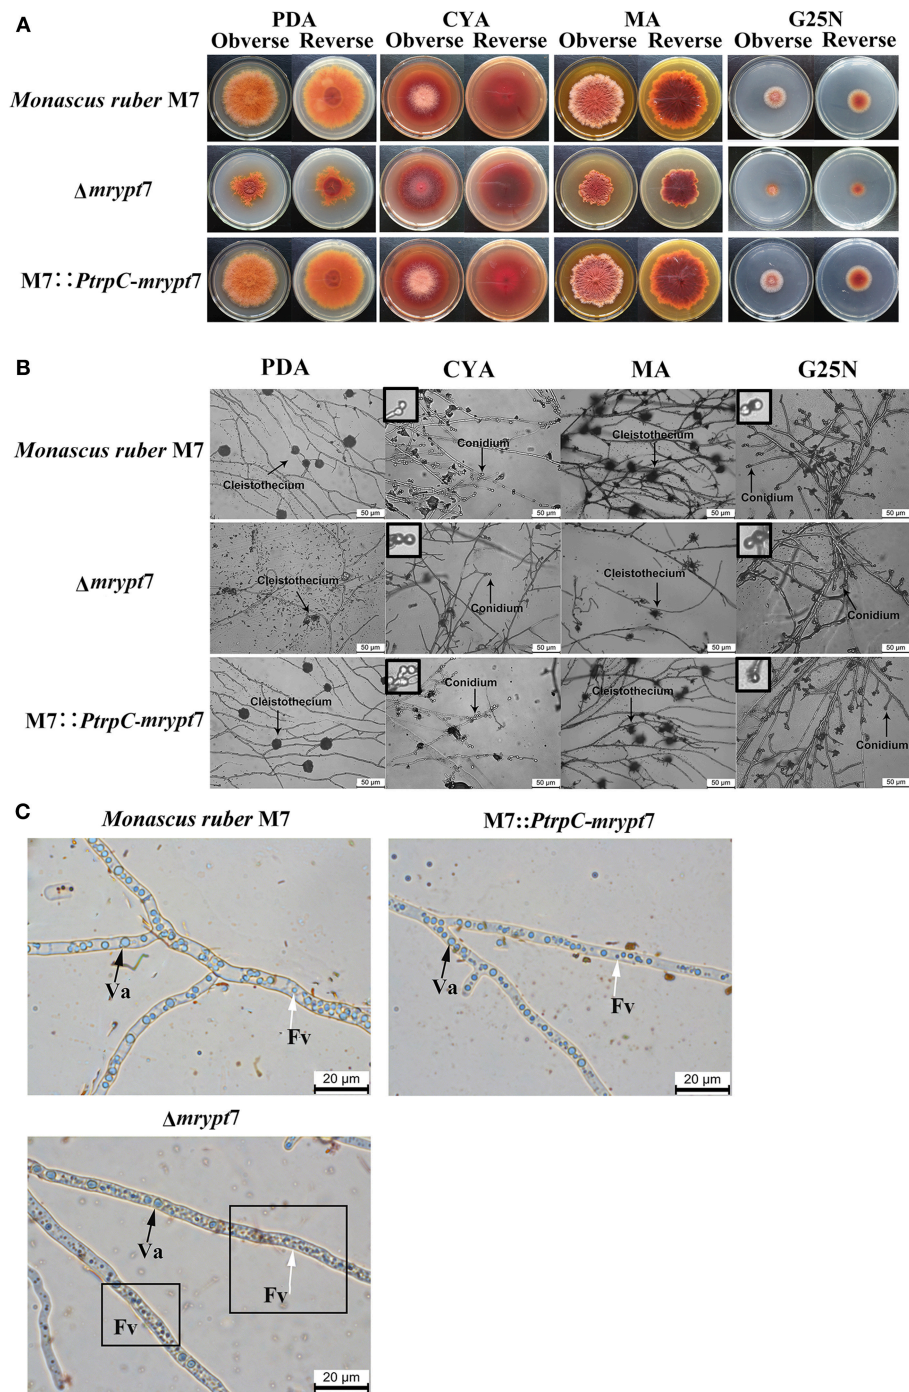 A
PDA CYA MA G25N
Obverse Reverse Obverse Reverse Obverse Reverse Obverse Reverse
Monascus ruber M7
Δmrypt7
M7::PtrpC-mrypt7
B
PDA CYA MA G25N
Monascus ruber M7
Cleistothecium
50 µm
Conidium
50 µm
Cleistothecium
50 µm
Conidium
50 µm
Δmrypt7
Cleistothecium
50 µm
Conidium
50 µm
Cleistothecium
50 µm
Conidium
50 µm
M7::PtrpC-mrypt7
Cleistothecium
50 µm
Conidium
50 µm
Cleistothecium
50 µm
Conidium
50 µm
C
Monascus ruber M7
Va
Fv
20 µm
M7::PtrpC-mrypt7
Va
Fv
20 µm
Δmrypt7
Va
Fv
Fv
20 µm